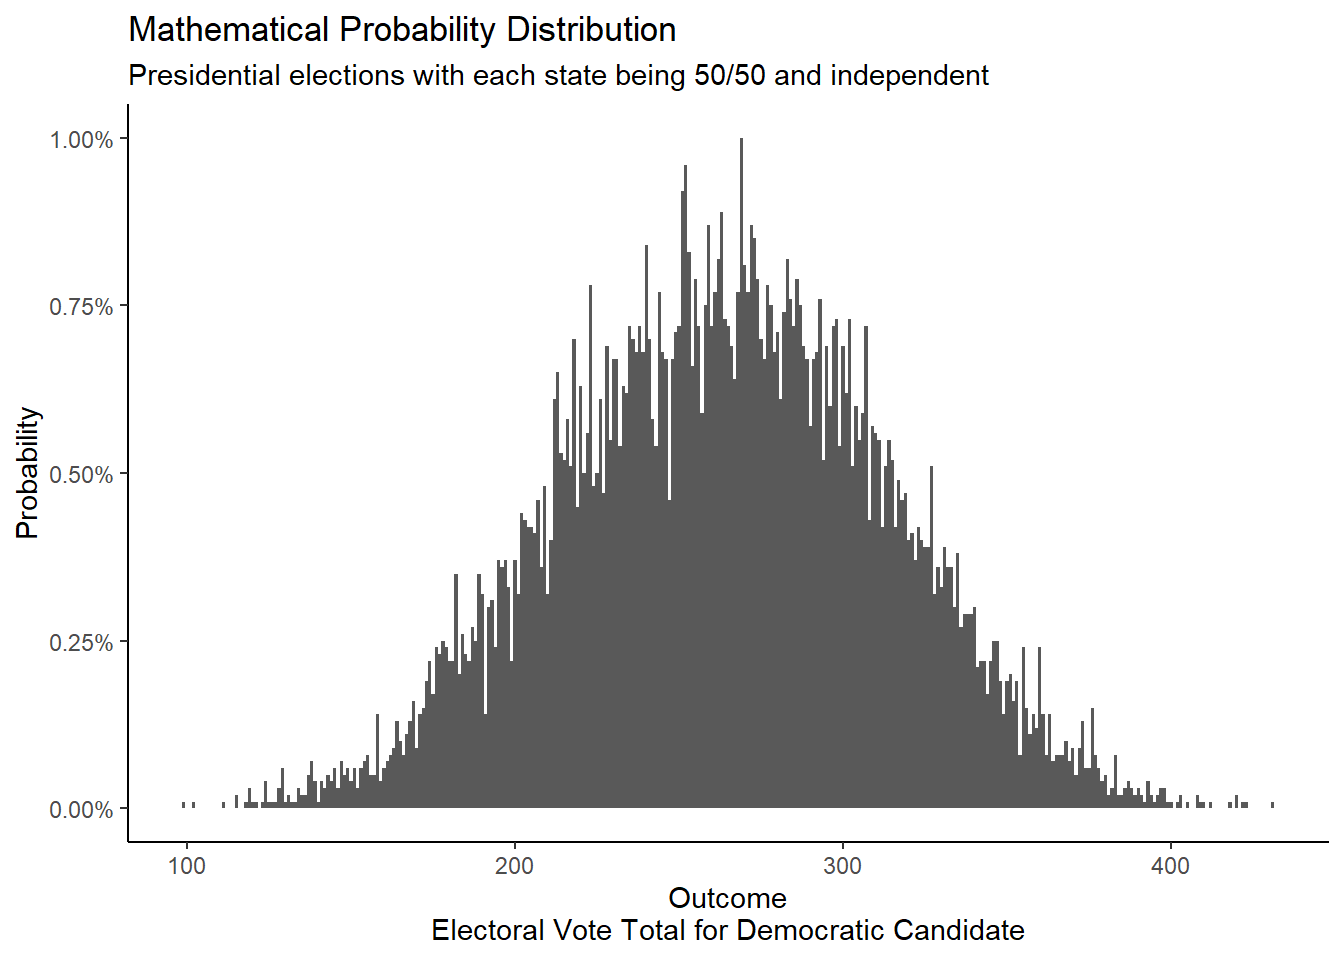 Mathematical Probability Distribution
Presidential elections with each state being 50/50 and independent
1.00%
0.75%
0.50%
0.25%
0.00%
Probability
100 200 300 400
Outcome
Electoral Vote Total for Democratic Candidate